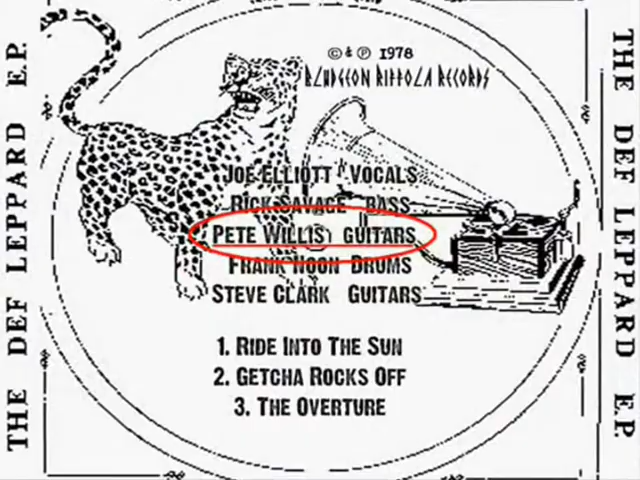 © & ℗ 1978
BLUDGEON RIFFOLA RECORDS
JOE ELLIOTT VOCALS
RICK SAVAGE BASS
PETE WILLIS GUITARS
FRANK NOON DRUMS
STEVE CLARK GUITARS
1. RIDE INTO THE SUN
2. GETCHA ROCKS OFF
3. THE OVERTURE
THE DEF LEPPARD E.P.
THE DEF LEPPARD E.P.